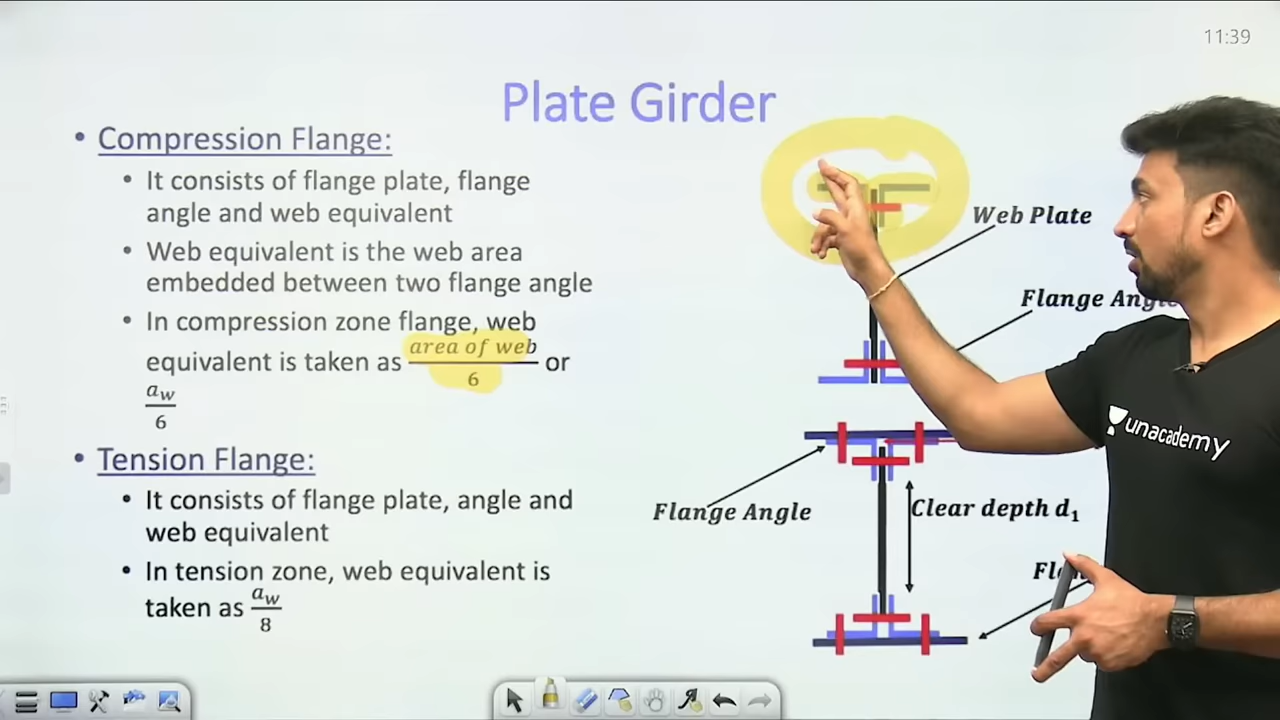 11:39
Plate Girder
• Compression Flange:
• It consists of flange plate, flange
angle and web equivalent
• Web equivalent is the web area
embedded between two flange angle
• In compression zone flange, web
equivalent is taken as area of web / 6 or
a_w / 6
• Tension Flange:
• It consists of flange plate, angle and
web equivalent
• In tension zone, web equivalent is
taken as a_w / 8
Web Plate
Flange
Flange Angle
Clear depth d₁
unacademy